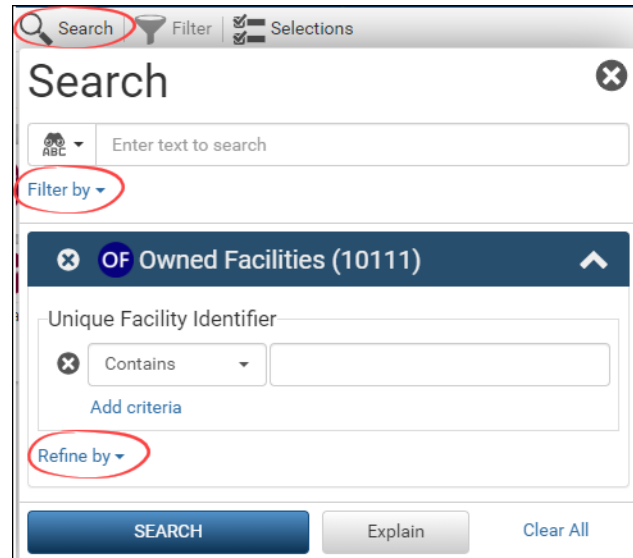 Search Filter Selections
Search
ABC Enter text to search
Filter by
OF Owned Facilities (10111)
Unique Facility Identifier
Contains
Add criteria
Refine by
SEARCH Explain Clear All